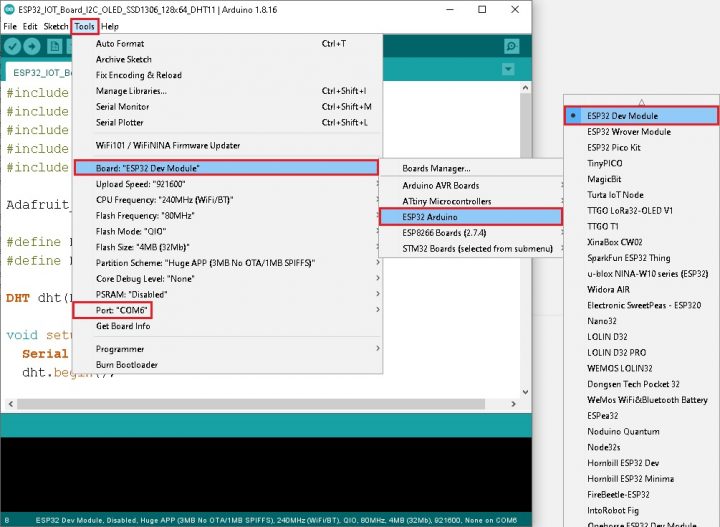 ESP32_IOT_Board_I2C_OLED_SSD1306_128x64_DHT11 | Arduino 1.8.16
File Edit Sketch Tools Help
ESP32_IOT_Bo
#include
#include
#include
#include
#include
Adafruit_
#define
#define
DHT dht(
void setu
Serial
dht.begin();
Auto Format Ctrl+T
Archive Sketch
Fix Encoding & Reload
Manage Libraries... Ctrl+Shift+I
Serial Monitor Ctrl+Shift+M
Serial Plotter Ctrl+Shift+L
WiFi101 / WiFiNINA Firmware Updater
Board: "ESP32 Dev Module"
Upload Speed: "921600"
CPU Frequency: "240MHz (WiFi/BT)"
Flash Frequency: "80MHz"
Flash Mode: "QIO"
Flash Size: "4MB (32Mb)"
Partition Scheme: "Huge APP (3MB No OTA/1MB SPIFFS)"
Core Debug Level: "None"
PSRAM: "Disabled"
Port: "COM6"
Get Board Info
Programmer
Burn Bootloader
Boards Manager...
Arduino AVR Boards
ATtiny Microcontrollers
ESP32 Arduino
ESP8266 Boards (2.7.4)
STM32 Boards (selected from submenu)
ESP32 Dev Module
ESP32 Wrover Module
ESP32 Pico Kit
TinyPICO
MagicBit
Turta IoT Node
TTGO LoRa32-OLED V1
TTGO T1
XinaBox CW02
SparkFun ESP32 Thing
u-blox NINA-W10 series (ESP32)
Widora AIR
Electronic SweetPeas - ESP320
Nano32
LOLIN D32
LOLIN D32 PRO
WEMOS LOLIN32
Dongsen Tech Pocket 32
WeMos WiFi&Bluetooth Battery
ESPea32
Noduino Quantum
Node32s
Hornbill ESP32 Dev
Hornbill ESP32 Minima
FireBeetle-ESP32
IntoRobot Fig
Onehorse ESP32 Dev Module
8 ESP32 Dev Module, Disabled, Huge APP (3MB No OTA/1MB SPIFFS), 240MHz (WiFi/BT), QIO, 80MHz, 4MB (32Mb), 921600, None on COM6